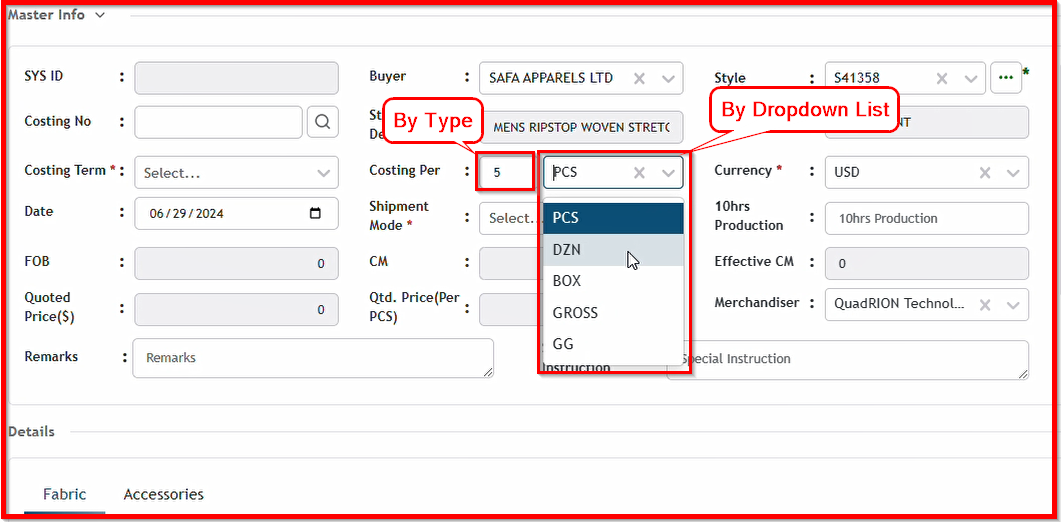 Master Info
SYS ID :
Buyer : SAFA APPARELS LTD
Style : S41358 ... *
Costing No :
By Type
MENS RIPSTOP WOVEN STRETC
By Dropdown List
Costing Term * : Select...
Costing Per : 5 PCS
Currency * : USD
Date : 06/29/2024
Shipment Mode * : Select...
10hrs Production : 10hrs Production
PCS
DZN
BOX
GROSS
GG
FOB : 0
CM :
Effective CM : 0
Quoted Price($) : 0
Qtd. Price(Per PCS) :
Merchandiser : QuadRION Technol...
Remarks : Remarks
Instruction
Special Instruction
Details
Fabric
Accessories